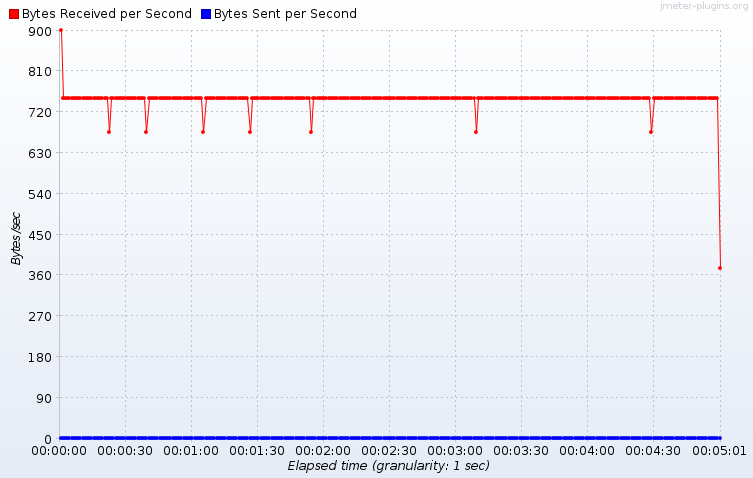 Bytes Received per Second Bytes Sent per Second
jmeter-plugins.org
900
810
720
630
540
450
360
270
180
90
0
Bytes /sec
00:00:00 00:00:30 00:01:00 00:01:30 00:02:00 00:02:30 00:03:00 00:03:30 00:04:00 00:04:30 00:05:01
Elapsed time (granularity: 1 sec)